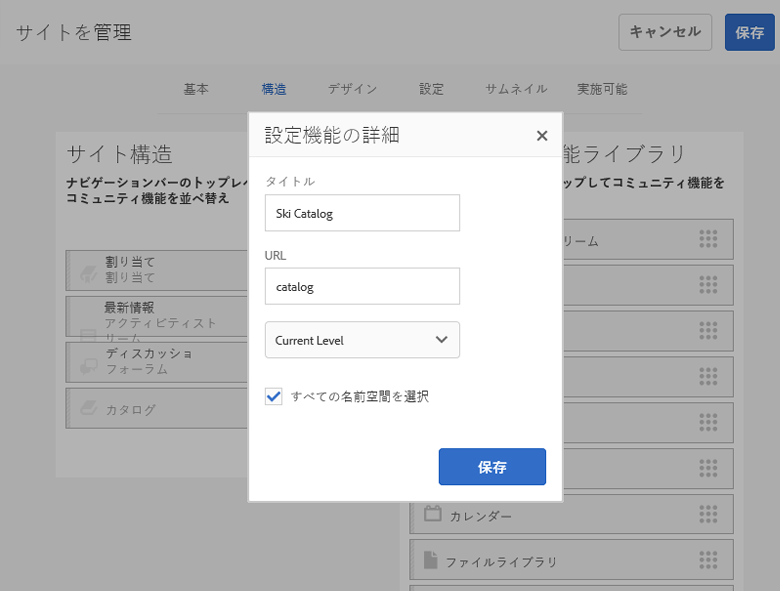 サイトを管理
キャンセル
保存
基本
構造
デザイン
設定
サムネイル
実施可能
設定機能の詳細
タイトル
Ski Catalog
URL
catalog
Current Level
すべての名前空間を選択
保存
サイト構造
ナビゲーションバーのトップレ
コミュニティ機能を並べ替え
割り当て
割り当て
最新情報
アクティビティスト
リーム
ディスカッショ
フォーラム
カタログ
能ライブラリ
ップしてコミュニティ機能を
リーム
カレンダー
ファイルライブラリ